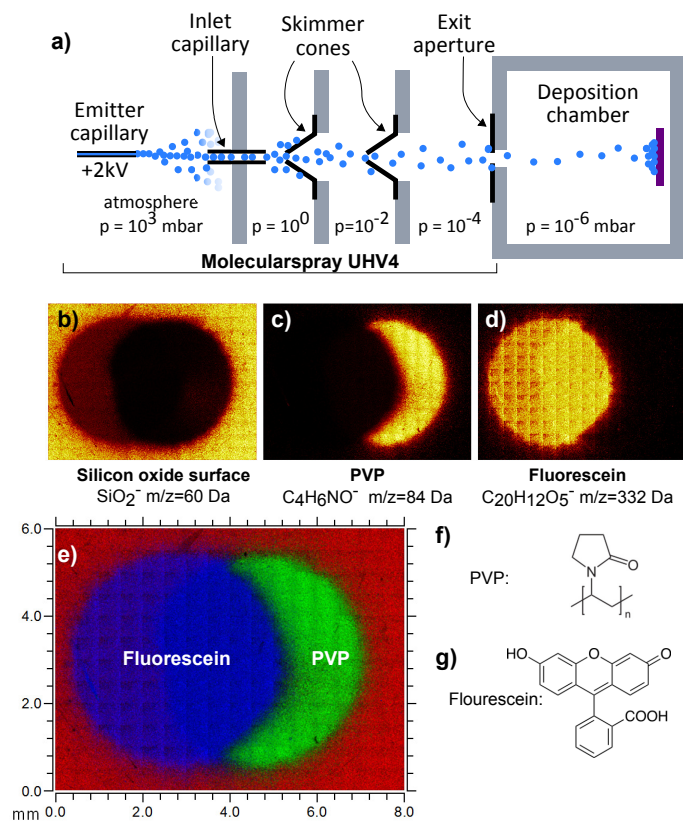 a)
Inlet
capillary
Skimmer
cones
Exit
aperture
Deposition
chamber
Emitter
capillary
+2kV
atmosphere
p = 10³ mbar
p = 10⁰
p=10⁻²
p = 10⁻⁴
p = 10⁻⁶ mbar
Molecularspray UHV4
b)
c)
d)
Silicon oxide surface
SiO₂⁻ m/z=60 Da
PVP
C₄H₆NO⁻ m/z=84 Da
Fluorescein
C₂₀H₁₂O₅⁻ m/z=332 Da
e)
6.0
4.0
2.0
0.0
mm
0.0
2.0
4.0
6.0
8.0
Fluorescein
PVP
f)
PVP:
N
O
n
g)
Flourescein:
HO
O
O
COOH